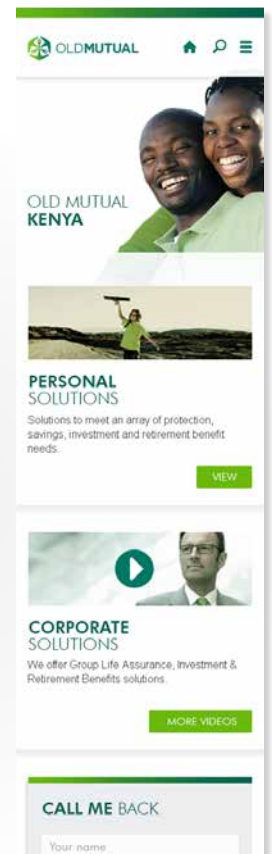 OLDMUTUAL
OLD MUTUAL
KENYA
PERSONAL
SOLUTIONS
Solutions to meet an array of protection,
savings, investment and retirement benefit
needs.
VIEW
CORPORATE
SOLUTIONS
We offer Group Life Assurance, Investment &
Retirement Benefits solutions.
MORE VIDEOS
CALL ME BACK
Your name